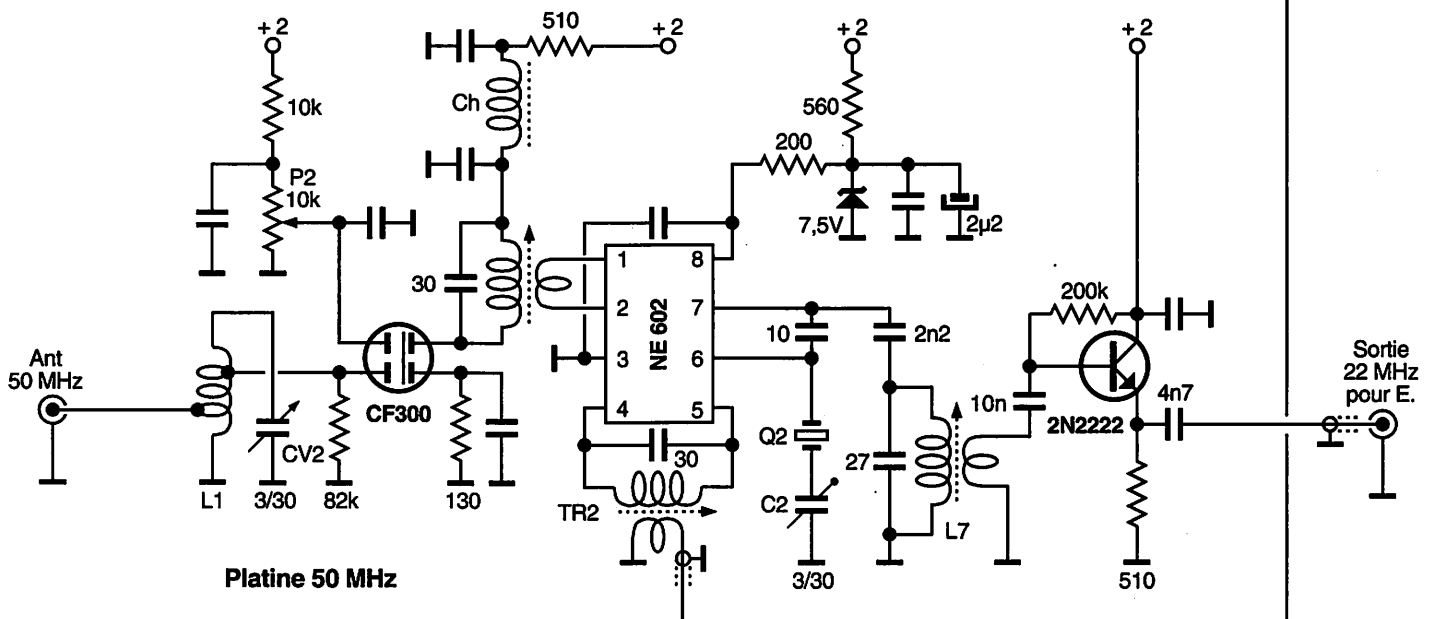 + 2
510
+ 2
+ 2
+ 2
10k
Ch
560
200
P2
10k
7,5V
2µ2
30
1
8
2
7
NE 602
3
6
4
5
10
2n2
200k
Ant
50 MHz
CF300
Sortie
22 MHz
pour E.
10n
2N2222
4n7
CV2
30
Q2
27
L1
3/30
82k
130
TR2
C2
L7
3/30
510
Platine 50 MHz